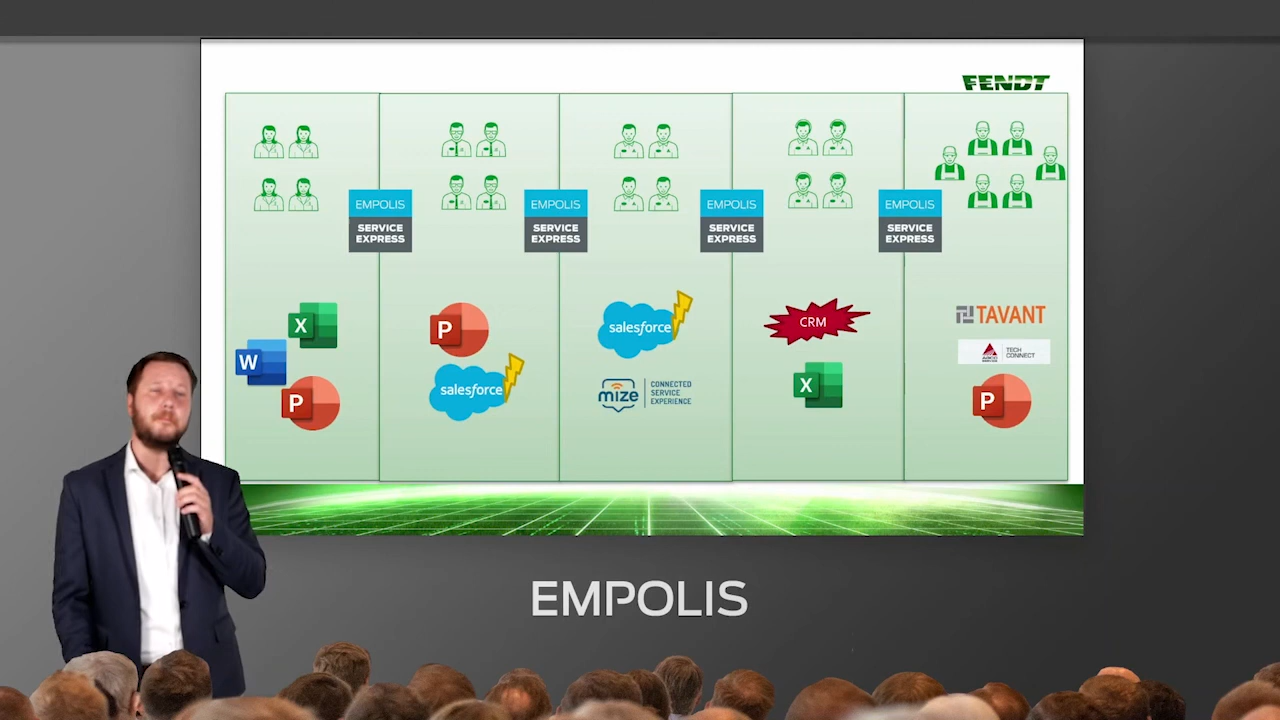 FENDT
EMPOLIS
SERVICE
EXPRESS
EMPOLIS
SERVICE
EXPRESS
EMPOLIS
SERVICE
EXPRESS
EMPOLIS
SERVICE
EXPRESS
X
W
P
P
salesforce
salesforce
mize
CONNECTED
SERVICE
EXPERIENCE
CRM
X
TAVANT
AGCO
TECH
CONNECT
P
EMPOLIS